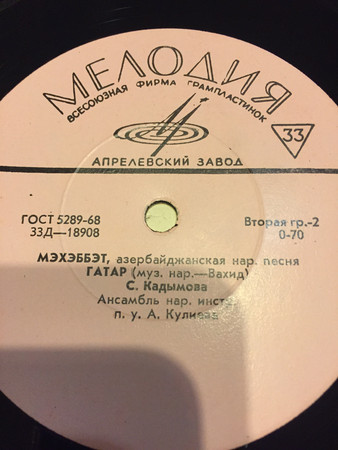 МЕЛОДИЯ
ВСЕСОЮЗНАЯ ФИРМА ГРАМПЛАСТИНОК
33
АПРЕЛЕВСКИЙ ЗАВОД
ГОСТ 5289-68
33Д—18908
Вторая гр.-2
0-70
МЭХЭББЭТ, азербайджанская нар. песня
ГАТАР (муз. нар.—Вахид)
С. Кадымова
Ансамбль нар. инстр.
п. у. А. Кулиева